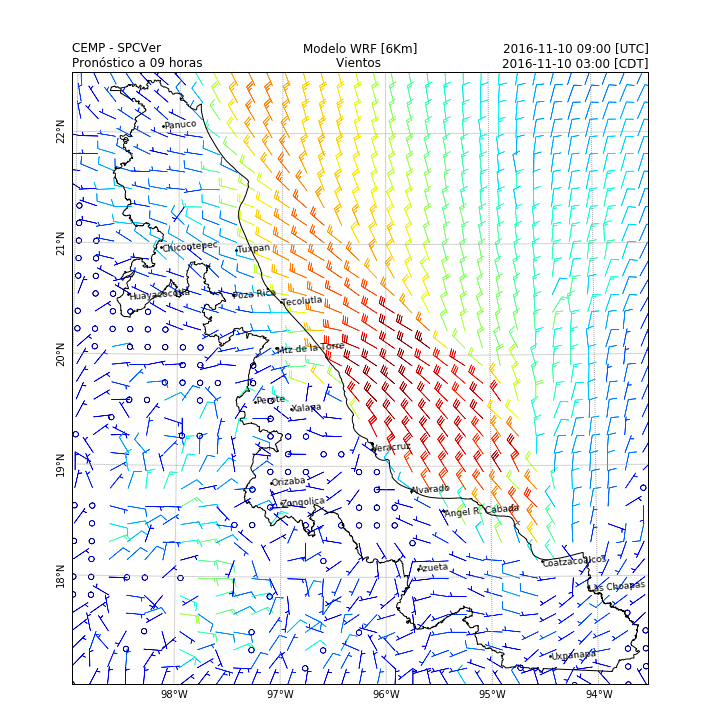 CEMP - SPCVer Modelo WRF [6Km] 2016-11-10 09:00 [UTC]
Pronóstico a 09 horas Vientos 2016-11-10 03:00 [CDT]
22°N
Panuco
21°N
Chicontepec Tuxpan
Huayacocotla Poza Rica Tecolutla
20°N
Mtz de la Torre
Perote Xalapa
19°N
Veracruz
Orizaba Alvarado
Zongolica Angel R. Cabada
18°N
Azueta Coatzacoalcos
Las Choapas
Uxpanapa
98°W 97°W 96°W 95°W 94°W